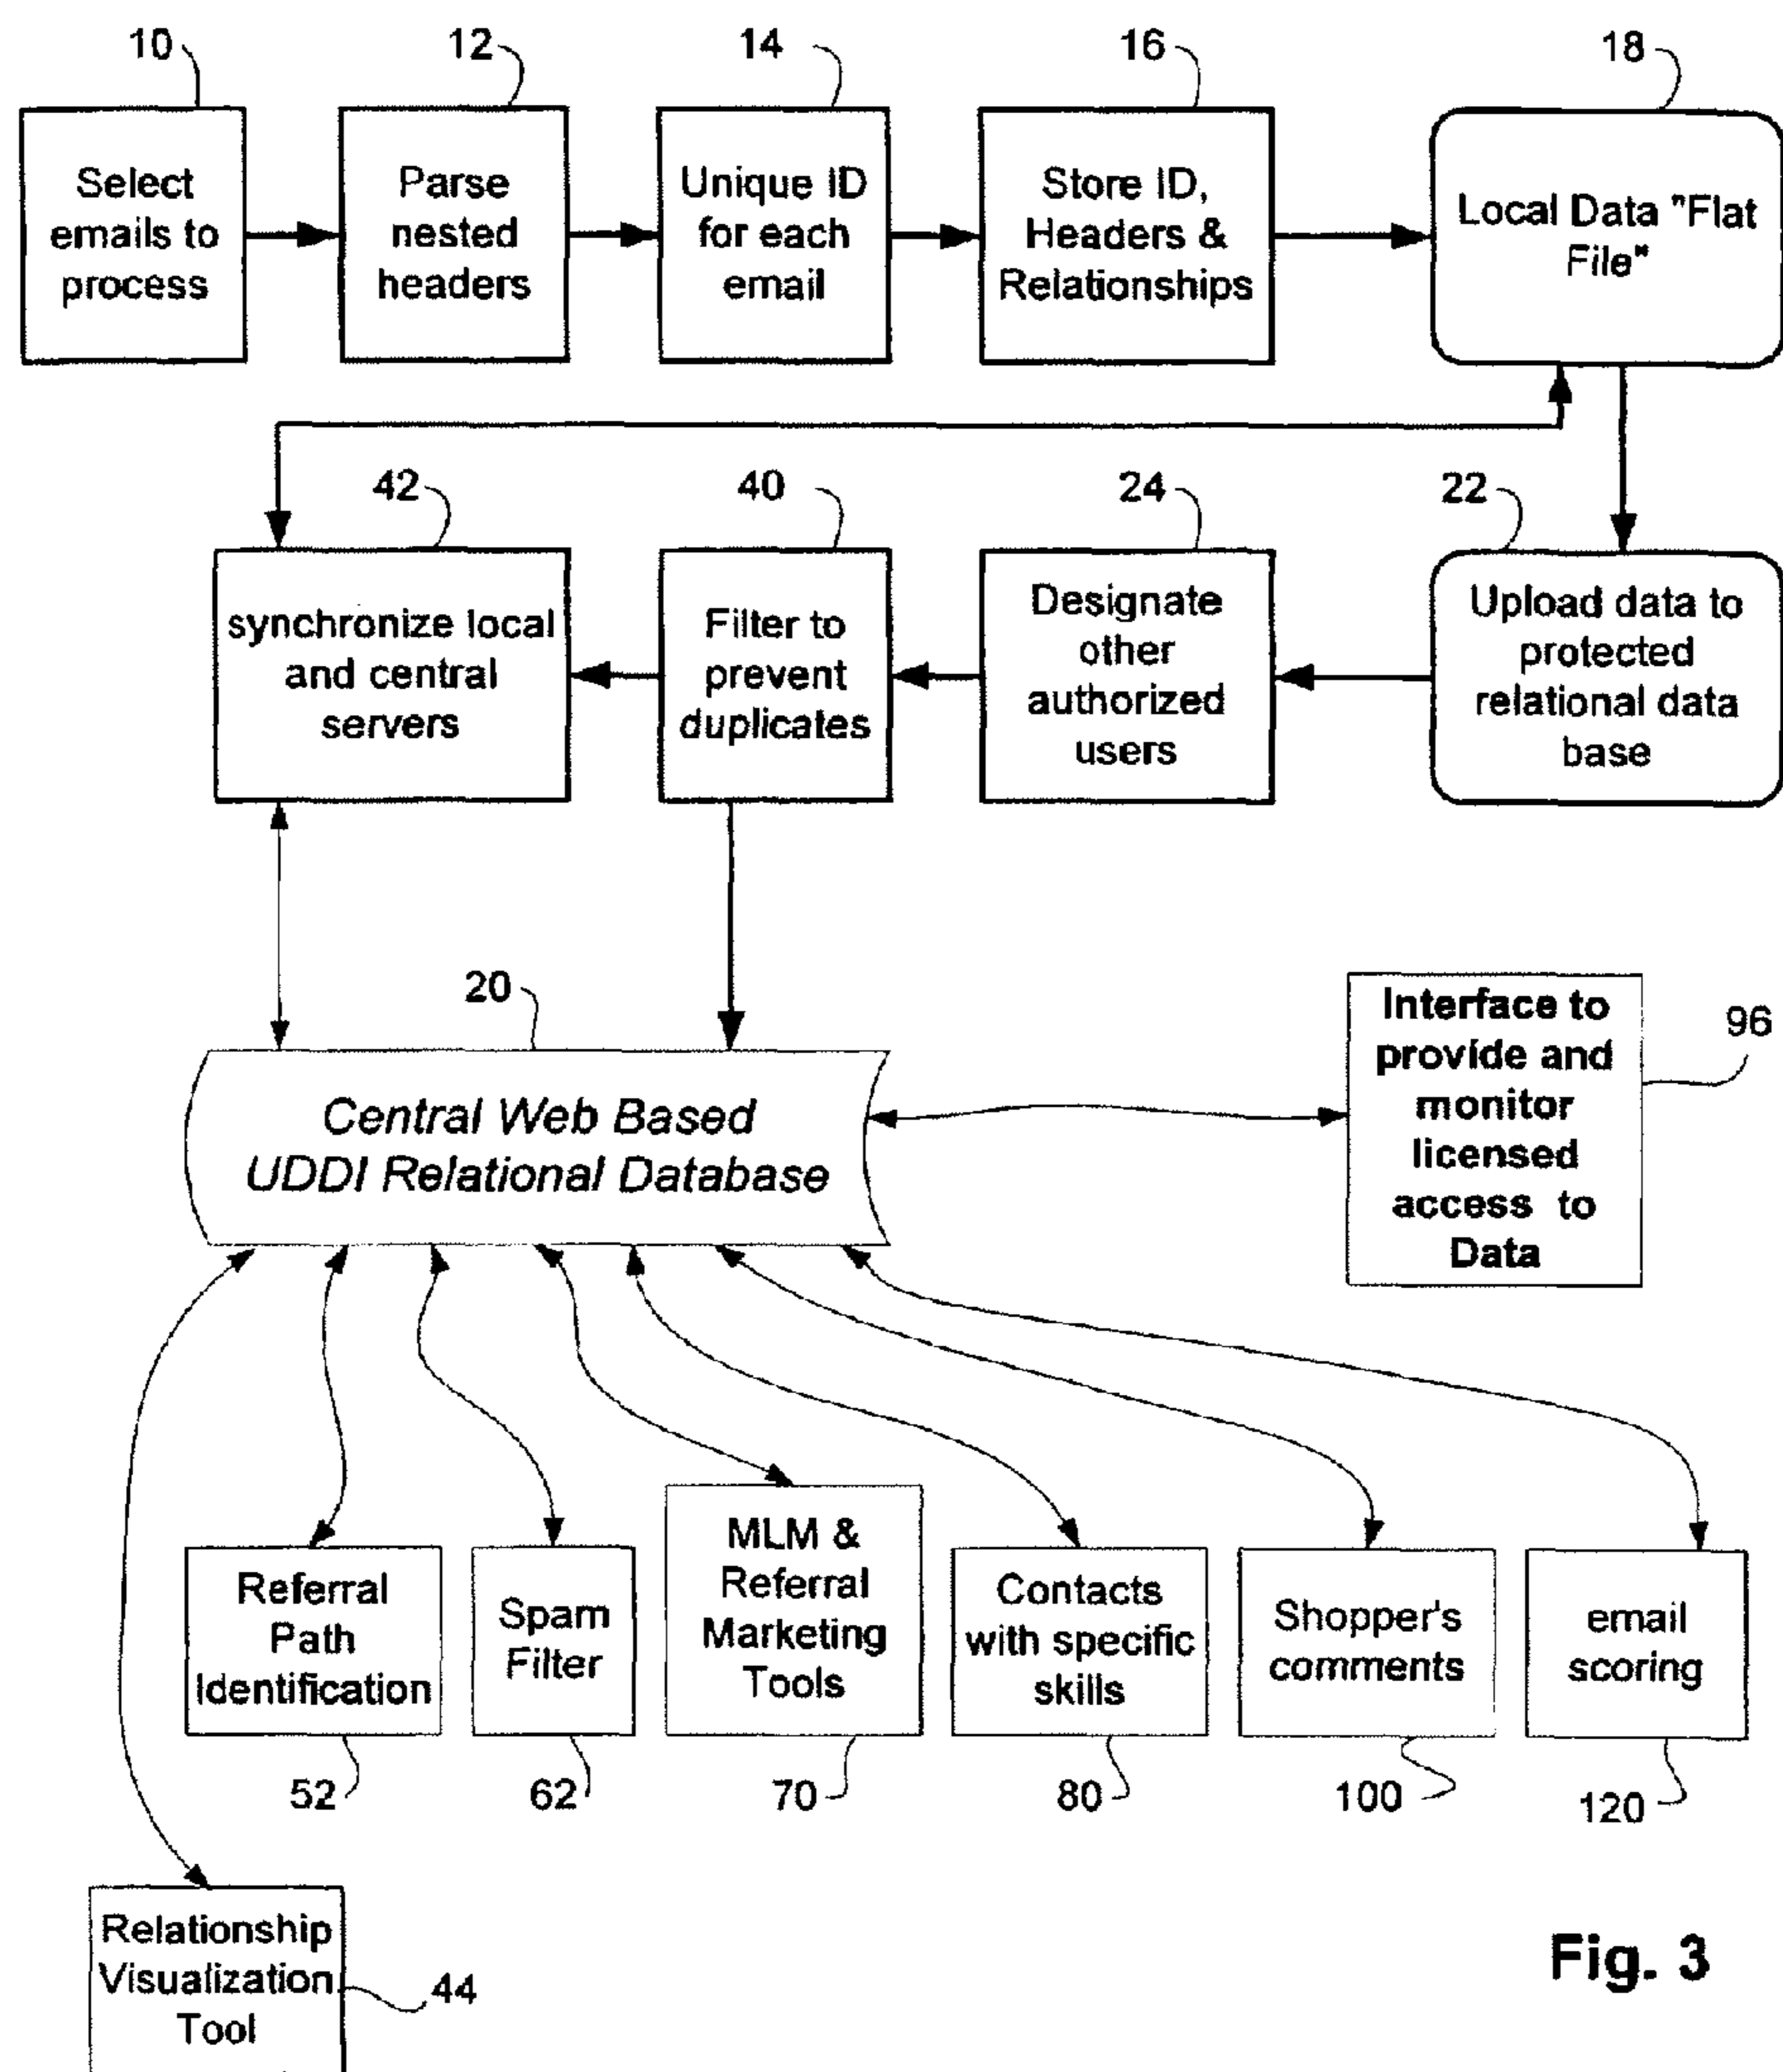 10
12
14
16
18
Select
emails to
process
Parse
nested
headers
Unique ID
for each
email
Store ID,
Headers &
Relationships
Local Data "Flat
File"
42
40
24
22
synchronize local
and central
servers
Filter to
prevent
duplicates
Designate
other
authorized
users
Upload data to
protected
relational data
base
20
Central Web Based
UDDI Relational Database
Interface to
provide and
monitor
licensed
access to
Data
96
Referral
Path
Identification
Spam
Filter
MLM &
Referral
Marketing
Tools
Contacts
with specific
skills
Shopper's
comments
email
scoring
52
62
70
80
100
120
Relationship
Visualization
Tool
44
Fig. 3